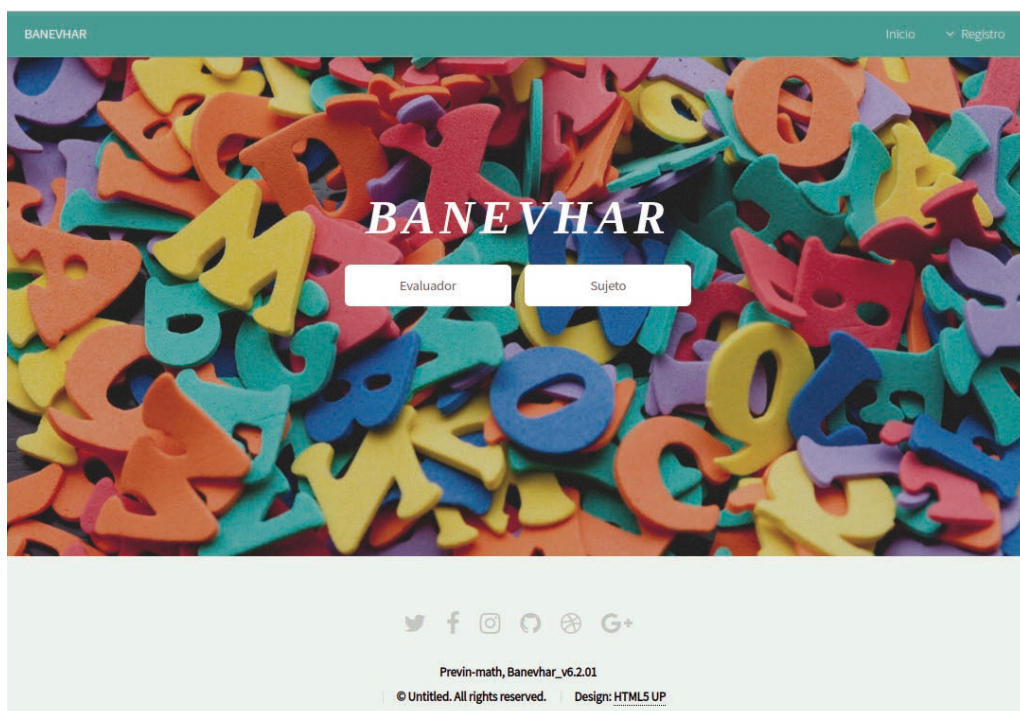 BANEVHAR Inicio Registro
BANEVHAR
Evaluador Sujeto
Previn-math, Banevhar_v6.2.01
© Untitled. All rights reserved. Design: HTML5 UP